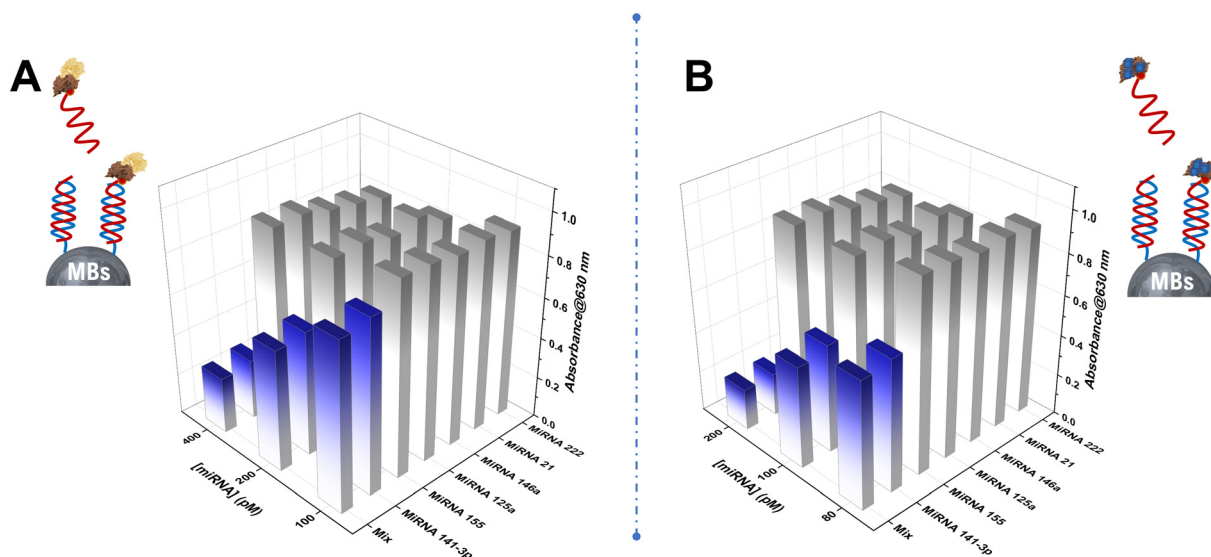 A
MBs
1.0
0.8
0.6
0.4
0.2
0.0
Absorbance@630 nm
400
200
100
[miRNA] (pM)
MiRNA 222
MiRNA 21
MiRNA 146a
MiRNA 125a
MiRNA 155
MiRNA 141-3p
Mix
B
MBs
1.0
0.8
0.6
0.4
0.2
0.0
Absorbance@630 nm
200
100
80
[miRNA] (pM)
MiRNA 222
MiRNA 21
MiRNA 146a
MiRNA 125a
MiRNA 155
MiRNA 141-3p
Mix